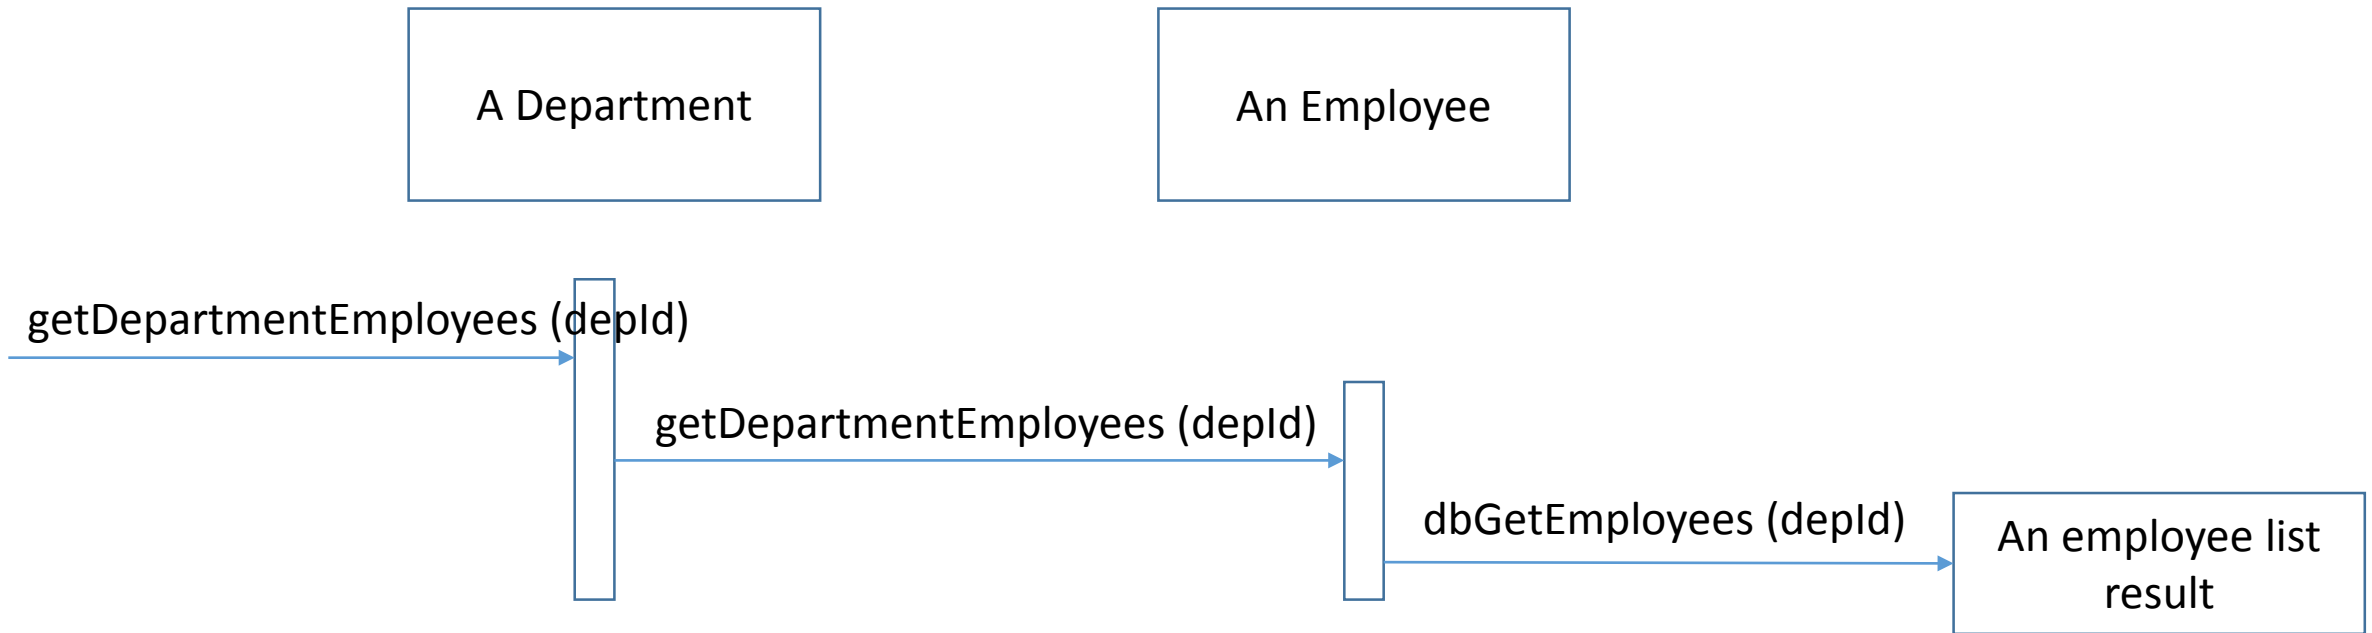 A Department
An Employee
getDepartmentEmployees (depId)
getDepartmentEmployees (depId)
dbGetEmployees (depId)
An employee list
result